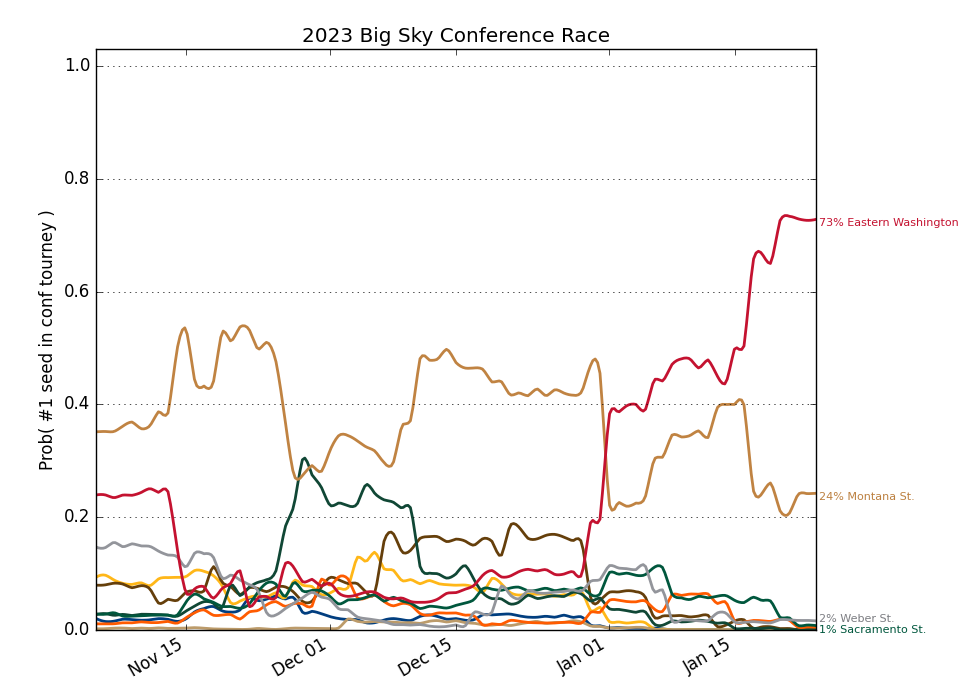 2023 Big Sky Conference Race
Prob( #1 seed in conf tourney )
1.0
0.8
0.6
0.4
0.2
0.0
73% Eastern Washington
24% Montana St.
2% Weber St.
1% Sacramento St.
Nov 15
Dec 01
Dec 15
Jan 01
Jan 15